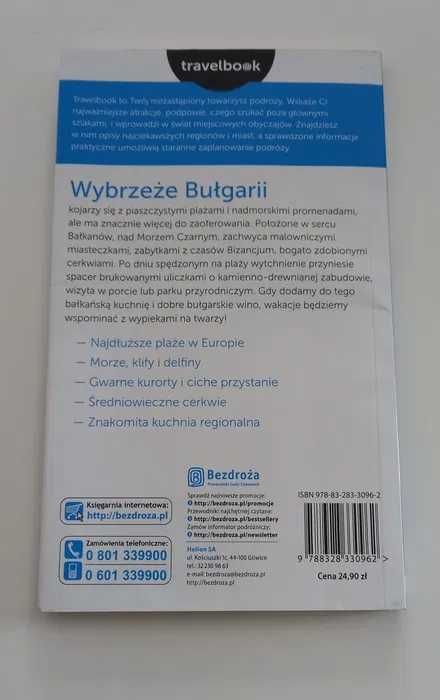 travelbook
Travelbook to Twój niezastąpiony towarzysz podróży. Wskaże Ci
najważniejsze atrakcje, podpowie, czego szukać poza głównymi
szlakami, i wprowadzi w świat miejscowych obyczajów. Znajdziesz
w nim opisy najciekawszych regionów i miast, a sprawdzone informacje
praktyczne umożliwią staranne zaplanowanie podróży.
Wybrzeże Bułgarii
kojarzy się z piaszczystymi plażami i nadmorskimi promenadami,
ale ma znacznie więcej do zaoferowania. Położone w sercu
Bałkanów, nad Morzem Czarnym, zachwyca malowniczymi
miasteczkami, zabytkami z czasów Bizancjum, bogato zdobionymi
cerkwiami. Po dniu spędzonym na plaży wytchnienie przyniesie
spacer brukowanymi uliczkami o kamienno-drewnianej zabudowie,
wizyta w porcie lub parku przyrodniczym. Gdy dodamy do tego
bałkańską kuchnię i dobre bułgarskie wino, wakacje będziemy
wspominać z wypiekami na twarzy!
— Najdłuższe plaże w Europie
— Morze, klify i delfiny
— Gwarne kurorty i ciche przystanie
— Średniowieczne cerkwie
— Znakomita kuchnia regionalna
Bezdroża
Księgarnia internetowa:
http://bezdroza.pl
Zamówienia telefoniczne:
0 801 339900
0 601 339900
Sprawdź najnowsze promocje:
http://bezdroza.pl/promocje
Przewodniki najchętniej czytane:
http://bezdroza.pl/bestsellery
Zamów informator podróżniczy:
http://bezdroza.pl/newsletter
Helion SA
ul. Kościuszki 1c, 44-100 Gliwice
tel.: 32 230 98 63
e-mail: bezdroza@bezdroza.pl
http://bezdroza.pl
ISBN 978-83-283-3096-2
9 788328 330962 >
Cena 24,90 zł